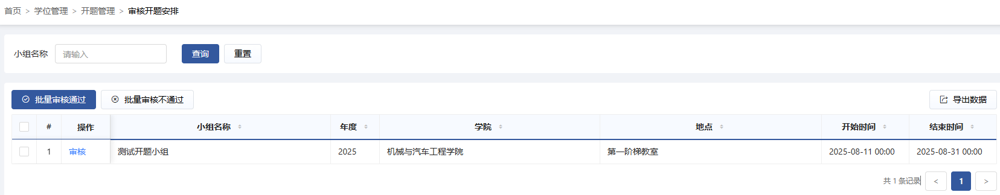 首页 > 学位管理 > 开题管理 > 审核开题安排
小组名称 请输入 查询 重置
批量审核通过 批量审核不通过 导出数据
# 操作 小组名称 年度 学院 地点 开始时间 结束时间
1 审核 测试开题小组 2025 机械与汽车工程学院 第一阶梯教室 2025-08-11 00:00 2025-08-31 00:00
共 1 条记录 < 1 >